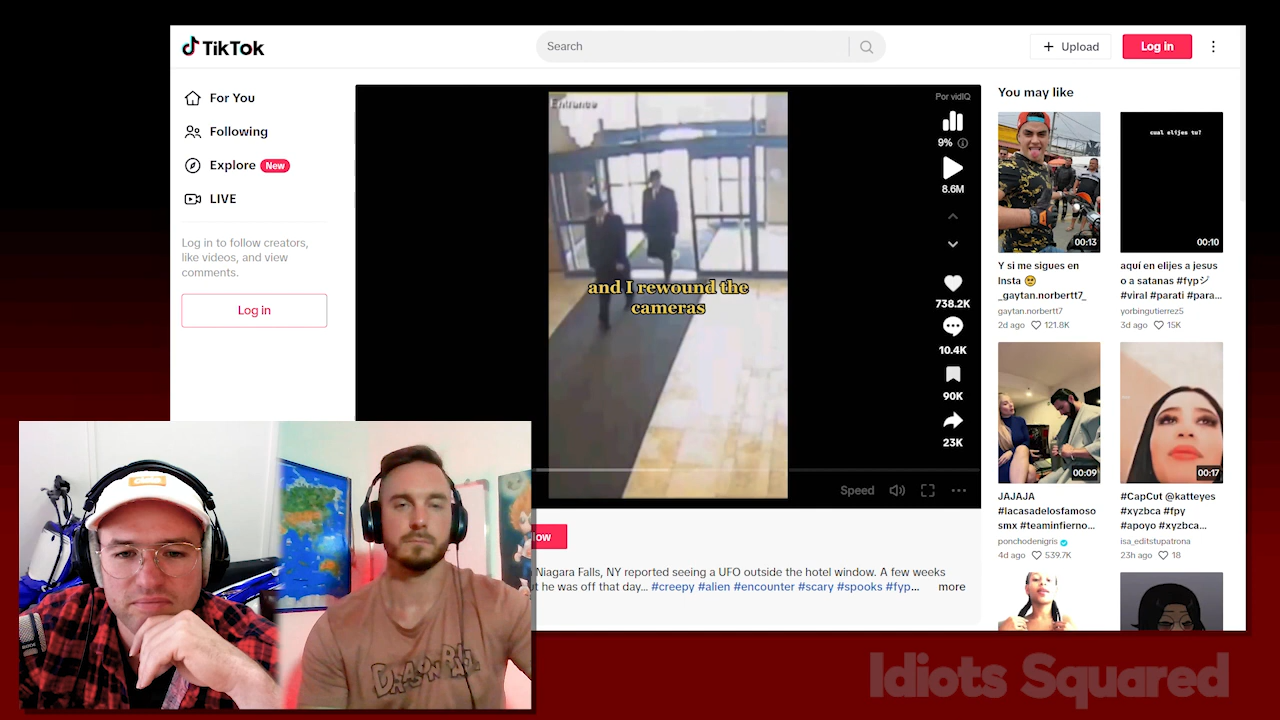 TikTok
Search
Upload
Log in
For You
Following
Explore New
LIVE
Log in to follow creators,
like videos, and view
comments.
Log in
Entrance
and I rewound the
cameras
Por vidIQ
9%
8.6M
738.2K
10.4K
90K
23K
Speed
low
Niagara Falls, NY reported seeing a UFO outside the hotel window. A few weeks
t he was off that day... #creepy #alien #encounter #scary #spooks #fyp... more
You may like
00:13
Y si me sigues en
Insta 🥹
_gaytan.norbertt7_
gaytan.norbertt7
2d ago 121.8K
cual elijes tu?
00:10
aquí en elijes a jesus
o a satanas #fypシ
#viral #parati #para...
yorbingutierrez5
3d ago 15K
00:09
JAJAJA
#lacasadelosfamoso
smx #teaminfierno...
ponchodenigris
4d ago 539.7K
00:17
#CapCut @katteyes
#xyzbca #fpy
#apoyo #xyzbca...
isa_editstupatrona
23h ago 18
Idiots Squared